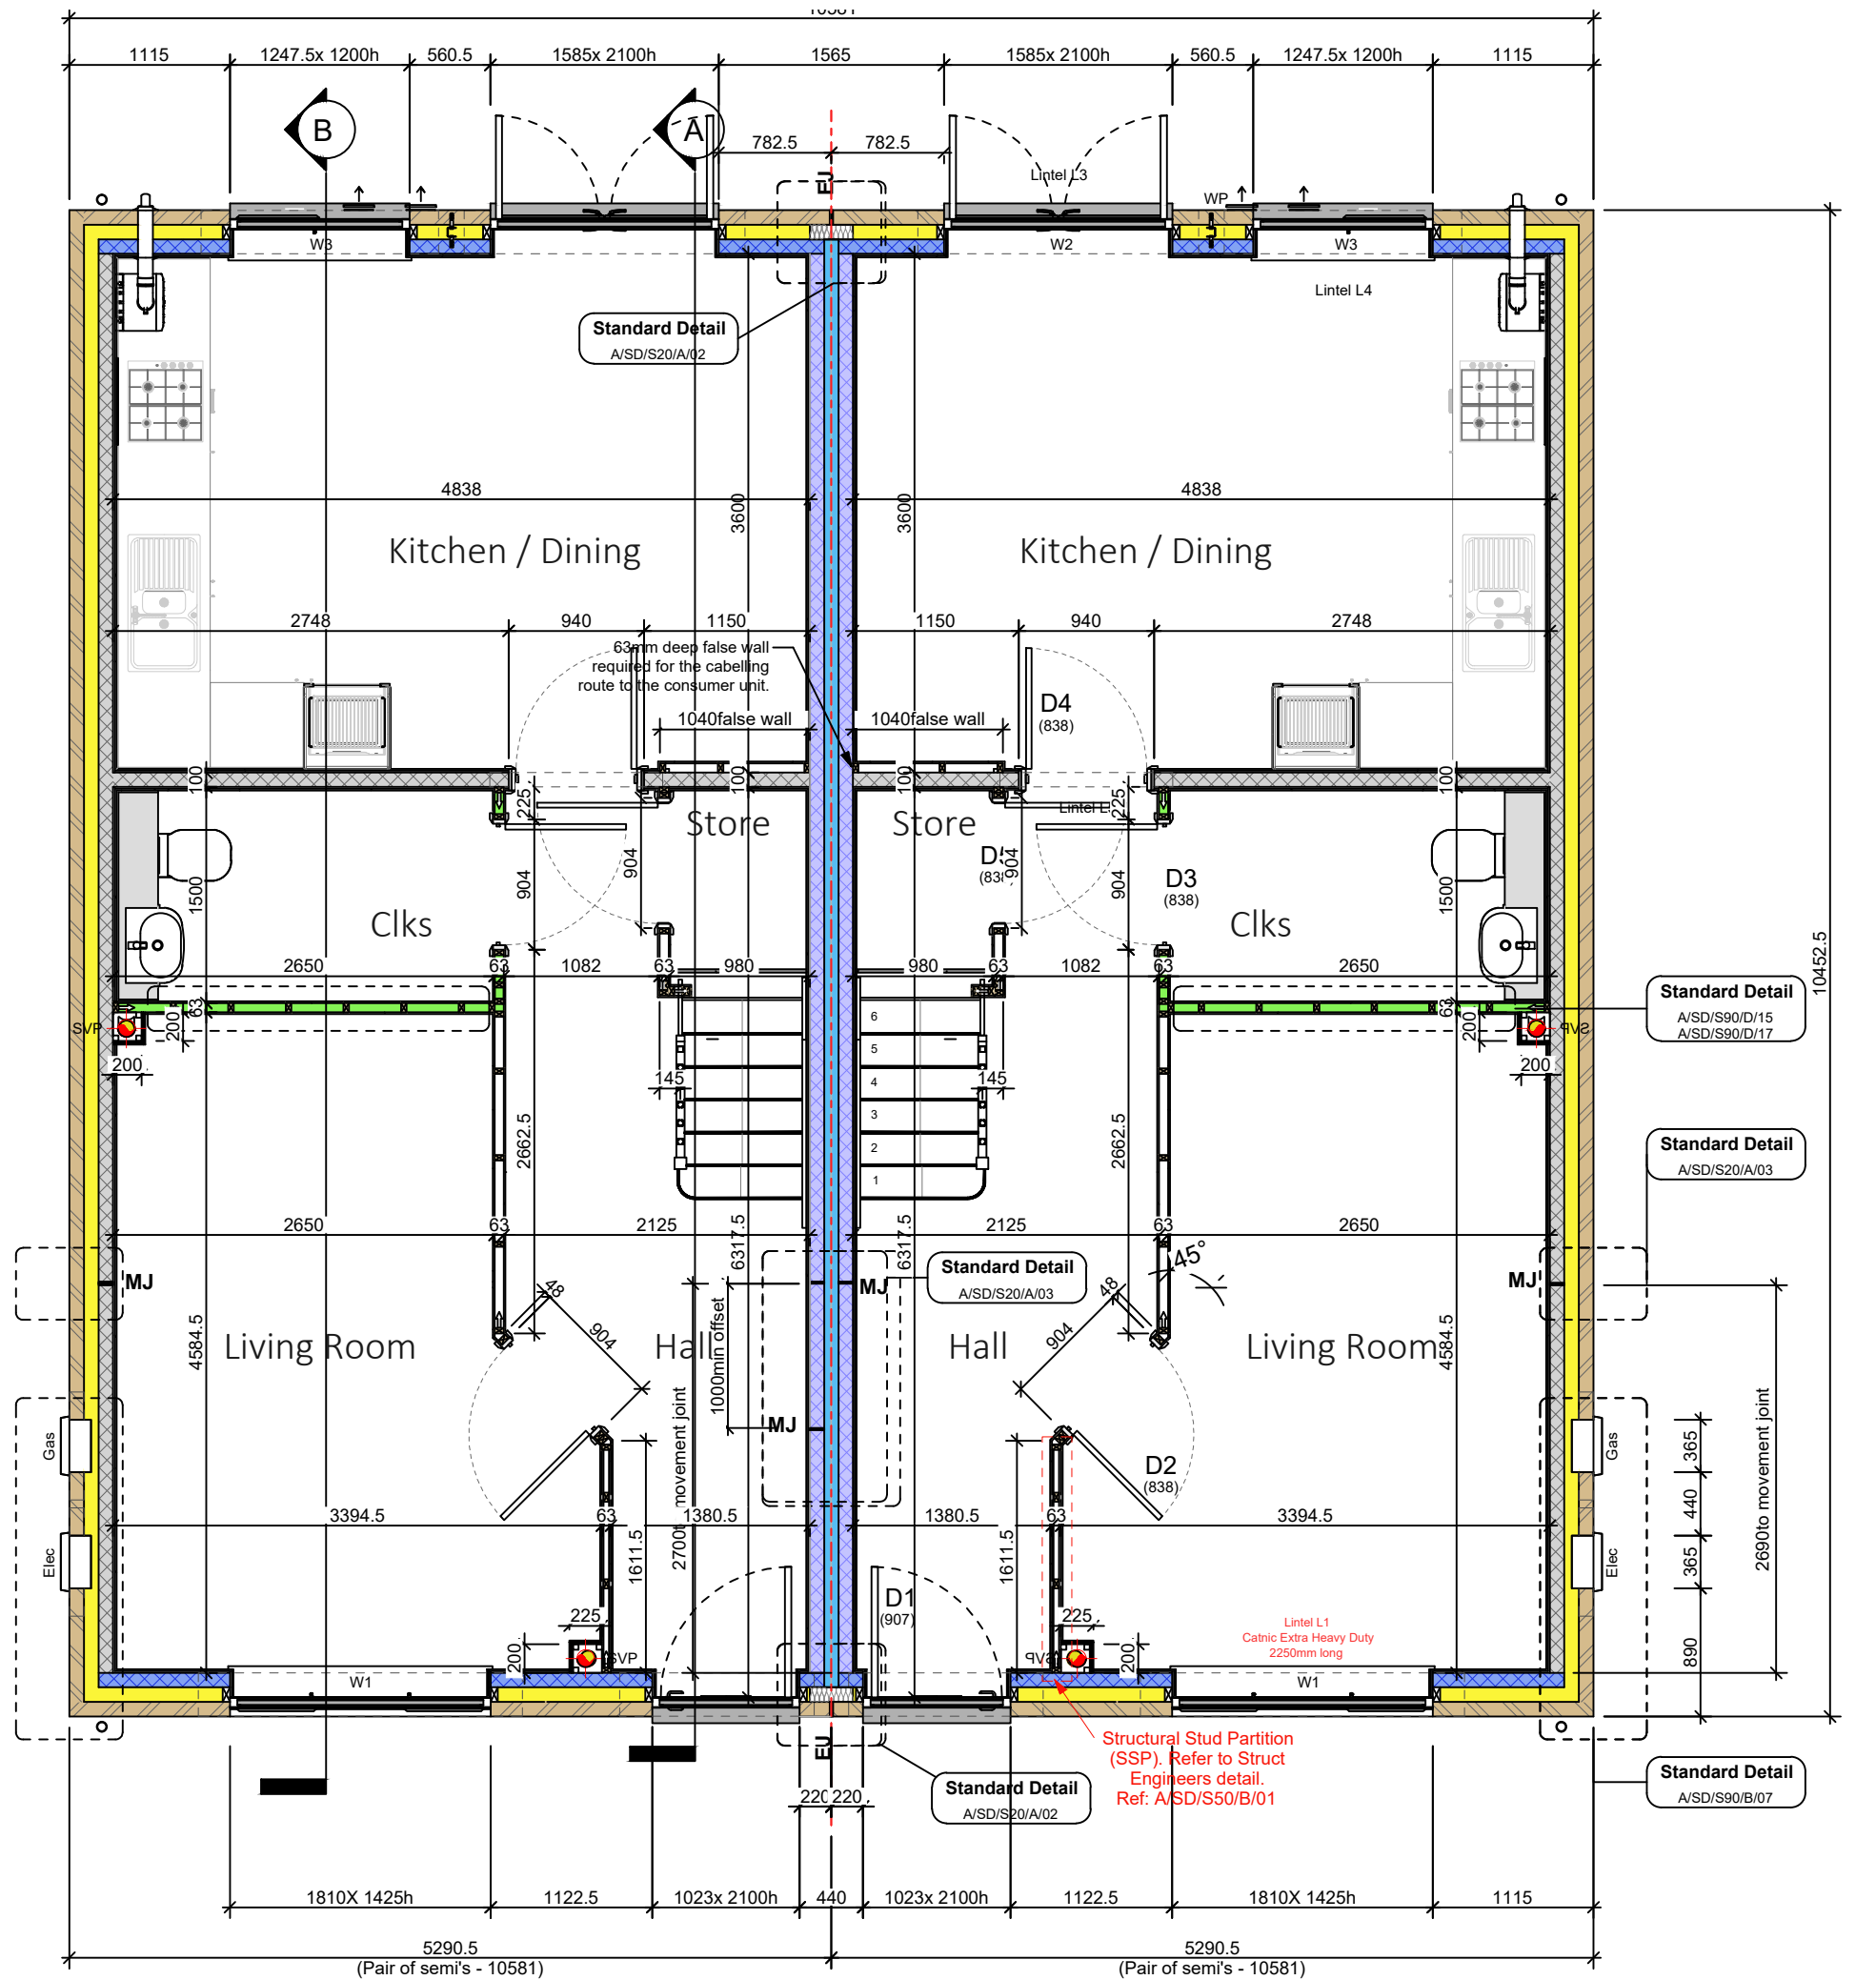 10581
1115
1247.5x 1200h
560.5
1585x 2100h
1565
1585x 2100h
560.5
1247.5x 1200h
1115
B
A
782.5
782.5
EJ
Lintel L3
WP
W3
W2
W3
Lintel L4
Standard Detail
A/SD/S20/A/02
4838
3600
3600
4838
Kitchen / Dining
Kitchen / Dining
2748
940
1150
1150
940
2748
63mm deep false wall
required for the cabelling
route to the consumer unit.
D4
(838)
1040false wall
1040false wall
100
100
100
100
225
225
Store
Store
904
904
904
904
D3
(838)
1500
1500
Clks
Clks
2650
63
1082
63
980
980
63
1082
63
2650
10452.5
Standard Detail
A/SD/S90/D/15
A/SD/S90/D/17
63
200
63
200
SVP
SVP
200
200
6
5
4
3
2
1
145
145
2662.5
2662.5
Standard Detail
A/SD/S20/A/03
2650
63
2125
2125
63
2650
6317.5
6317.5
45°
MJ
48
MJ
48
MJ
Standard Detail
A/SD/S20/A/03
Living Room
904
Hall
Hall
904
Living Room
4584.5
4584.5
1000min offset
MJ
movement joint
2690to movement joint
Gas
Gas
365
440
365
890
Elec
Elec
D2
(838)
3394.5
63
1380.5
1380.5
63
3394.5
1611.5
1611.5
D1
(907)
225
225
200
200
SVP
SVP
Lintel L1
Catnic Extra Heavy Duty
2250mm long
W1
W1
EJ
Structural Stud Partition
(SSP). Refer to Struct
Engineers detail.
Ref: A/SD/S50/B/01
Standard Detail
A/SD/S20/A/02
Standard Detail
A/SD/S90/B/07
220
220
1810X 1425h
1122.5
1023x 2100h
440
1023x 2100h
1122.5
1810X 1425h
1115
5290.5
(Pair of semi's - 10581)
5290.5
(Pair of semi's - 10581)